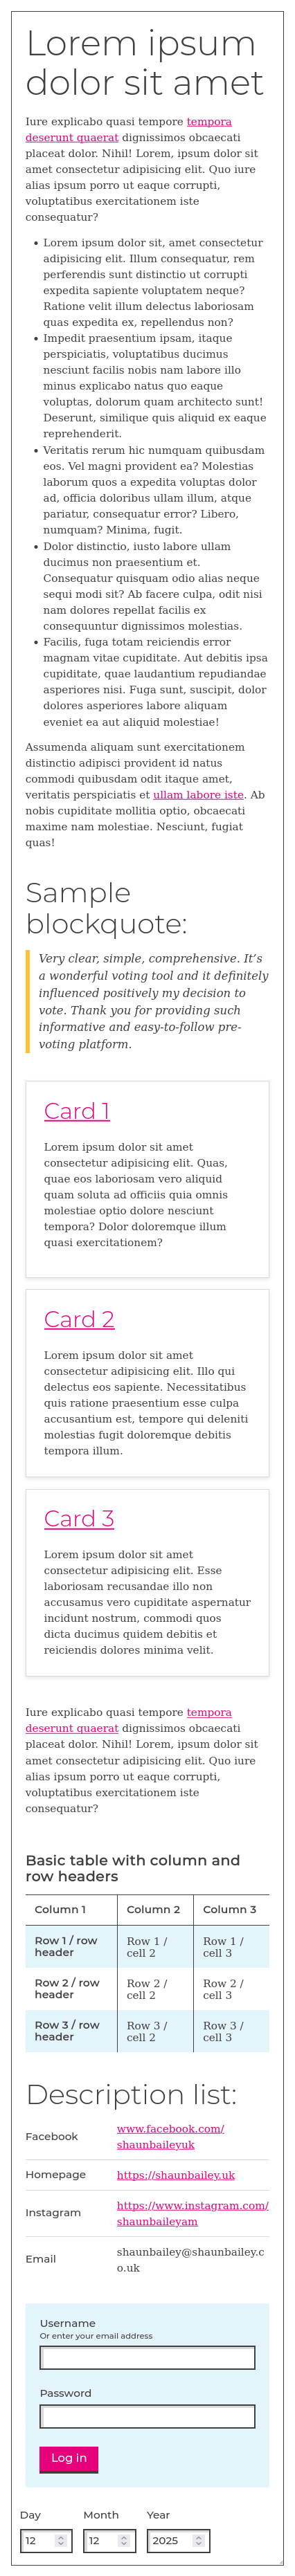 Lorem ipsum
dolor sit amet
Iure explicabo quasi tempore tempora
deserunt quaerat dignissimos obcaecati
placeat dolor. Nihil! Lorem, ipsum dolor sit
amet consectetur adipisicing elit. Quo iure
alias ipsum porro ut eaque corrupti,
voluptatibus exercitationem iste
consequatur?
• Lorem ipsum dolor sit, amet consectetur
adipisicing elit. Illum consequatur, rem
perferendis sunt distinctio ut corrupti
expedita sapiente voluptatem neque?
Ratione velit illum delectus laboriosam
quas expedita ex, repellendus non?
• Impedit praesentium ipsam, itaque
perspiciatis, voluptatibus ducimus
nesciunt facilis nobis nam labore illo
minus explicabo natus quo eaque
voluptas, dolorum quam architecto sunt!
Deserunt, similique quis aliquid ex eaque
reprehenderit.
• Veritatis rerum hic numquam quibusdam
eos. Vel magni provident ea? Molestias
laborum quos a expedita voluptas dolor
ad, officia doloribus ullam illum, atque
pariatur, consequatur error? Libero,
numquam? Minima, fugit.
• Dolor distinctio, iusto labore ullam
ducimus non praesentium et.
Consequatur quisquam odio alias neque
sequi modi sit? Ab facere culpa, odit nisi
nam dolores repellat facilis ex
consequuntur dignissimos molestias.
• Facilis, fuga totam reiciendis error
magnam vitae cupiditate. Aut debitis ipsa
cupiditate, quae laudantium repudiandae
asperiores nisi. Fuga sunt, suscipit, dolor
dolores asperiores labore aliquam
eveniet ea aut aliquid molestiae!
Assumenda aliquam sunt exercitationem
distinctio adipisci provident id natus
commodi quibusdam odit itaque amet,
veritatis perspiciatis et ullam labore iste. Ab
nobis cupiditate mollitia optio, obcaecati
maxime nam molestiae. Nesciunt, fugiat
quas!
Sample
blockquote:
Very clear, simple, comprehensive. It’s
a wonderful voting tool and it definitely
influenced positively my decision to
vote. Thank you for providing such
informative and easy-to-follow pre-
voting platform.
Card 1
Lorem ipsum dolor sit amet
consectetur adipisicing elit. Quas,
quae eos laboriosam vero aliquid
quam soluta ad officiis quia omnis
molestiae optio dolore nesciunt
tempora? Dolor doloremque illum
quasi exercitationem?
Card 2
Lorem ipsum dolor sit amet
consectetur adipisicing elit. Illo qui
delectus eos sapiente. Necessitatibus
quis ratione praesentium esse culpa
accusantium est, tempore qui deleniti
molestias fugit doloremque debitis
tempora illum.
Card 3
Lorem ipsum dolor sit amet
consectetur adipisicing elit. Esse
laboriosam recusandae illo non
accusamus vero cupiditate aspernatur
incidunt nostrum, commodi quos
dicta ducimus quidem debitis et
reiciendis dolores minima velit.
Iure explicabo quasi tempore tempora
deserunt quaerat dignissimos obcaecati
placeat dolor. Nihil! Lorem, ipsum dolor sit
amet consectetur adipisicing elit. Quo iure
alias ipsum porro ut eaque corrupti,
voluptatibus exercitationem iste
consequatur?
Basic table with column and
row headers
Column 1 Column 2 Column 3
Row 1 / row header Row 1 / cell 2 Row 1 / cell 3
Row 2 / row header Row 2 / cell 2 Row 2 / cell 3
Row 3 / row header Row 3 / cell 2 Row 3 / cell 3
Description list:
Facebook www.facebook.com/
shaunbaileyuk
Homepage https://shaunbailey.uk
Instagram https://www.instagram.com/
shaunbaileyam
Email shaunbailey@shaunbailey.c
o.uk
Username
Or enter your email address
Password
Log in
Day Month Year
12 12 2025